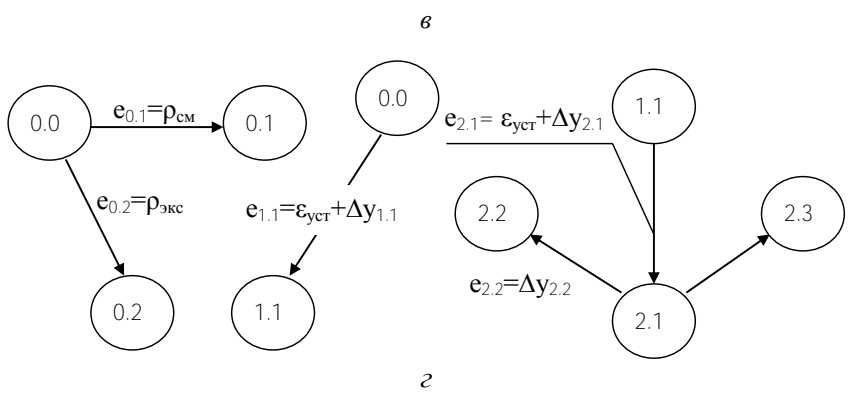 в
0.0
e0.1=ρсм
0.1
e0.2=ρэкс
0.2
0.0
e1.1=εуст+Δy1.1
1.1
e2.1= εуст+Δy2.1
1.1
2.2
2.3
e2.2=Δy2.2
2.1
г